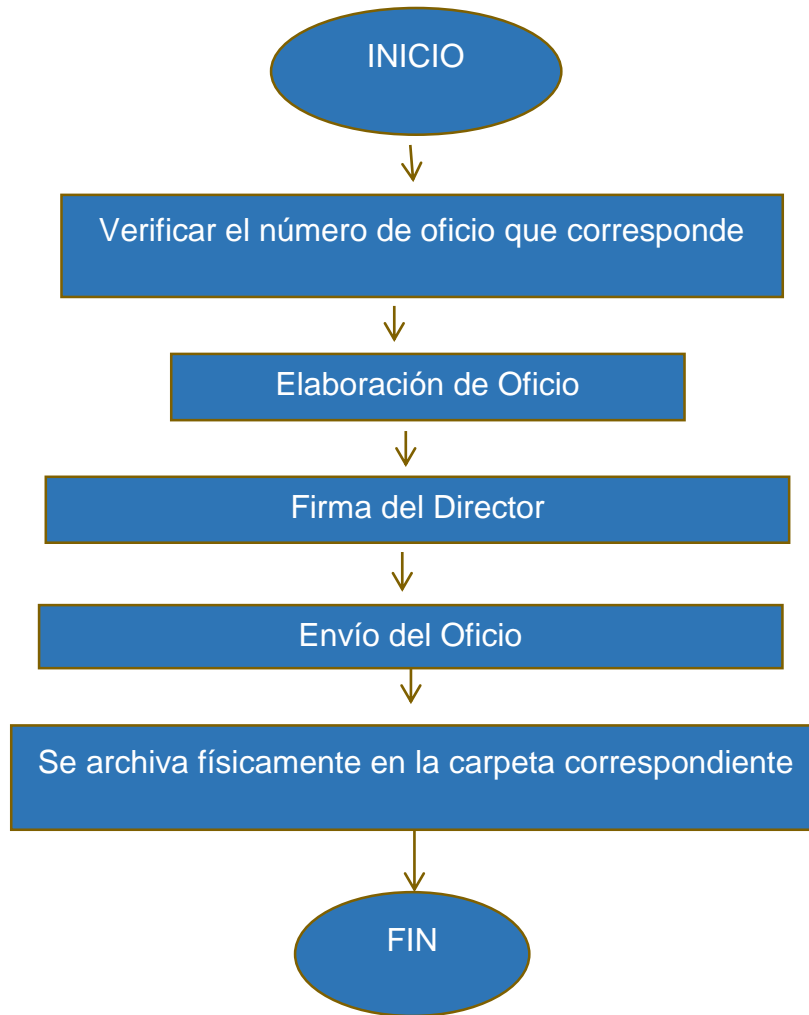 INICIO
Verificar el número de oficio que corresponde
Elaboración de Oficio
Firma del Director
Envío del Oficio
Se archiva físicamente en la carpeta correspondiente
FIN